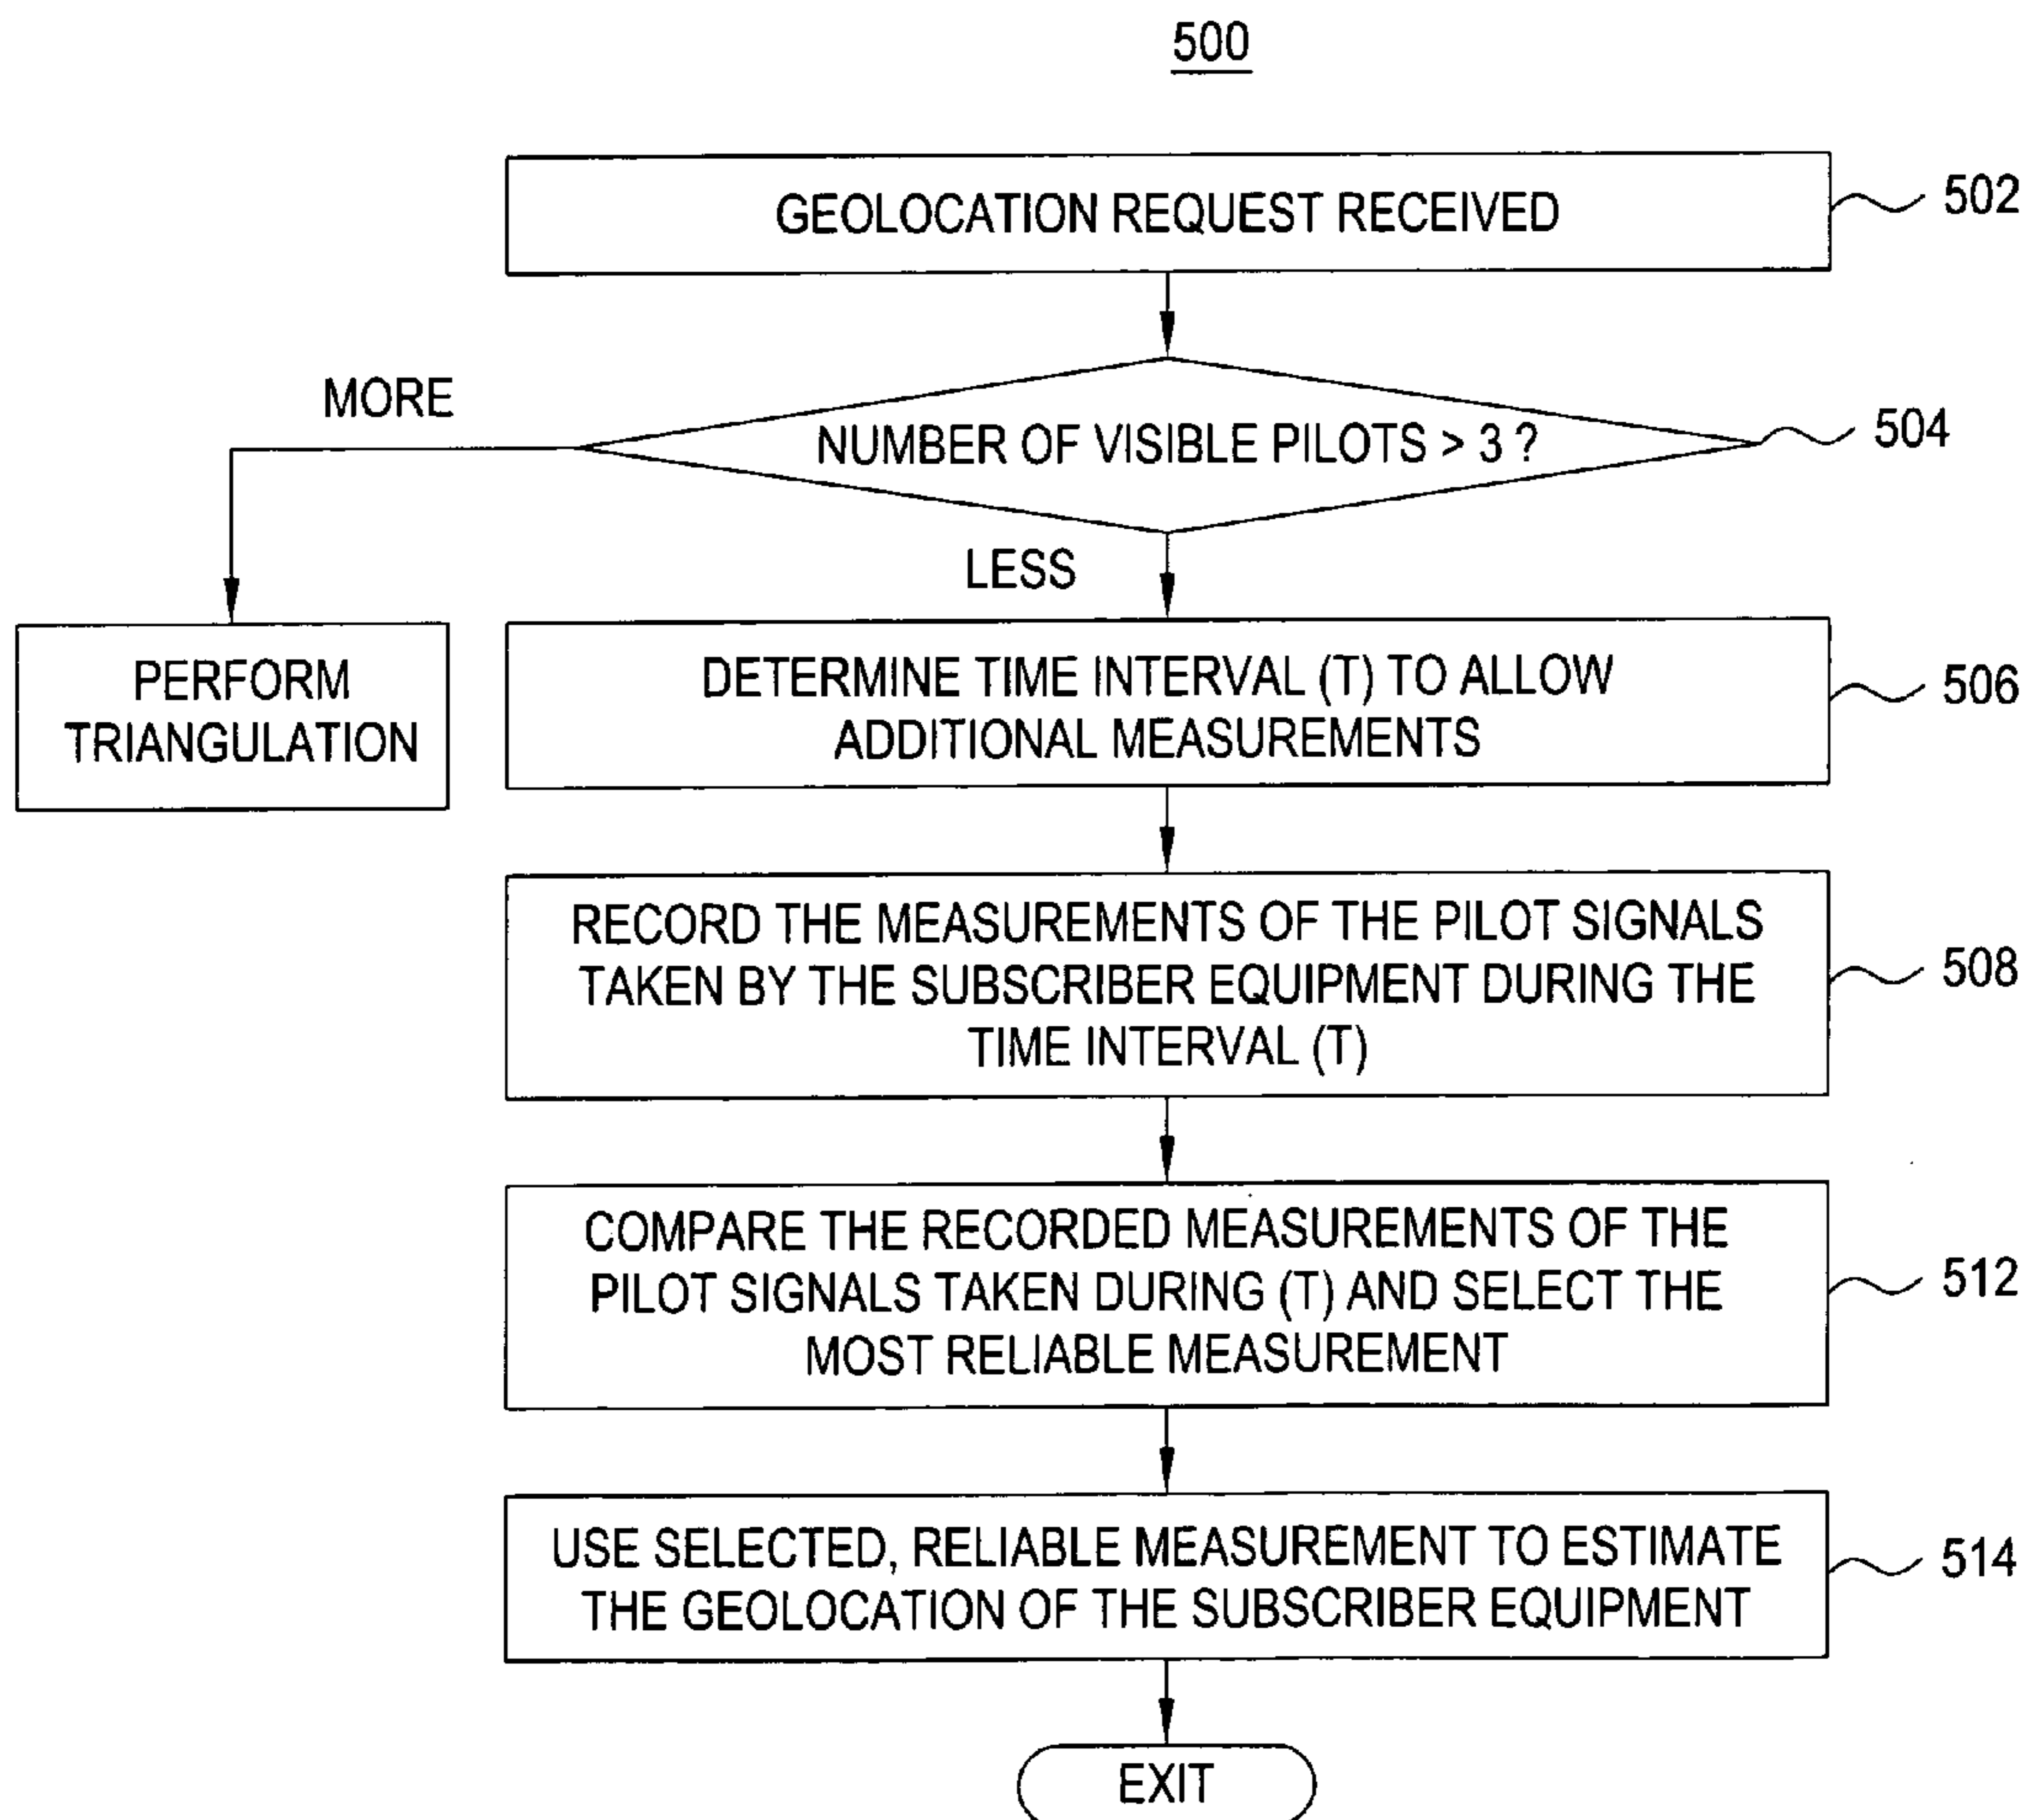 500
GEOLOCATION REQUEST RECEIVED
502
MORE
NUMBER OF VISIBLE PILOTS > 3 ?
504
LESS
PERFORM
TRIANGULATION
DETERMINE TIME INTERVAL (T) TO ALLOW
ADDITIONAL MEASUREMENTS
506
RECORD THE MEASUREMENTS OF THE PILOT SIGNALS
TAKEN BY THE SUBSCRIBER EQUIPMENT DURING THE
TIME INTERVAL (T)
508
COMPARE THE RECORDED MEASUREMENTS OF THE
PILOT SIGNALS TAKEN DURING (T) AND SELECT THE
MOST RELIABLE MEASUREMENT
512
USE SELECTED, RELIABLE MEASUREMENT TO ESTIMATE
THE GEOLOCATION OF THE SUBSCRIBER EQUIPMENT
514
EXIT